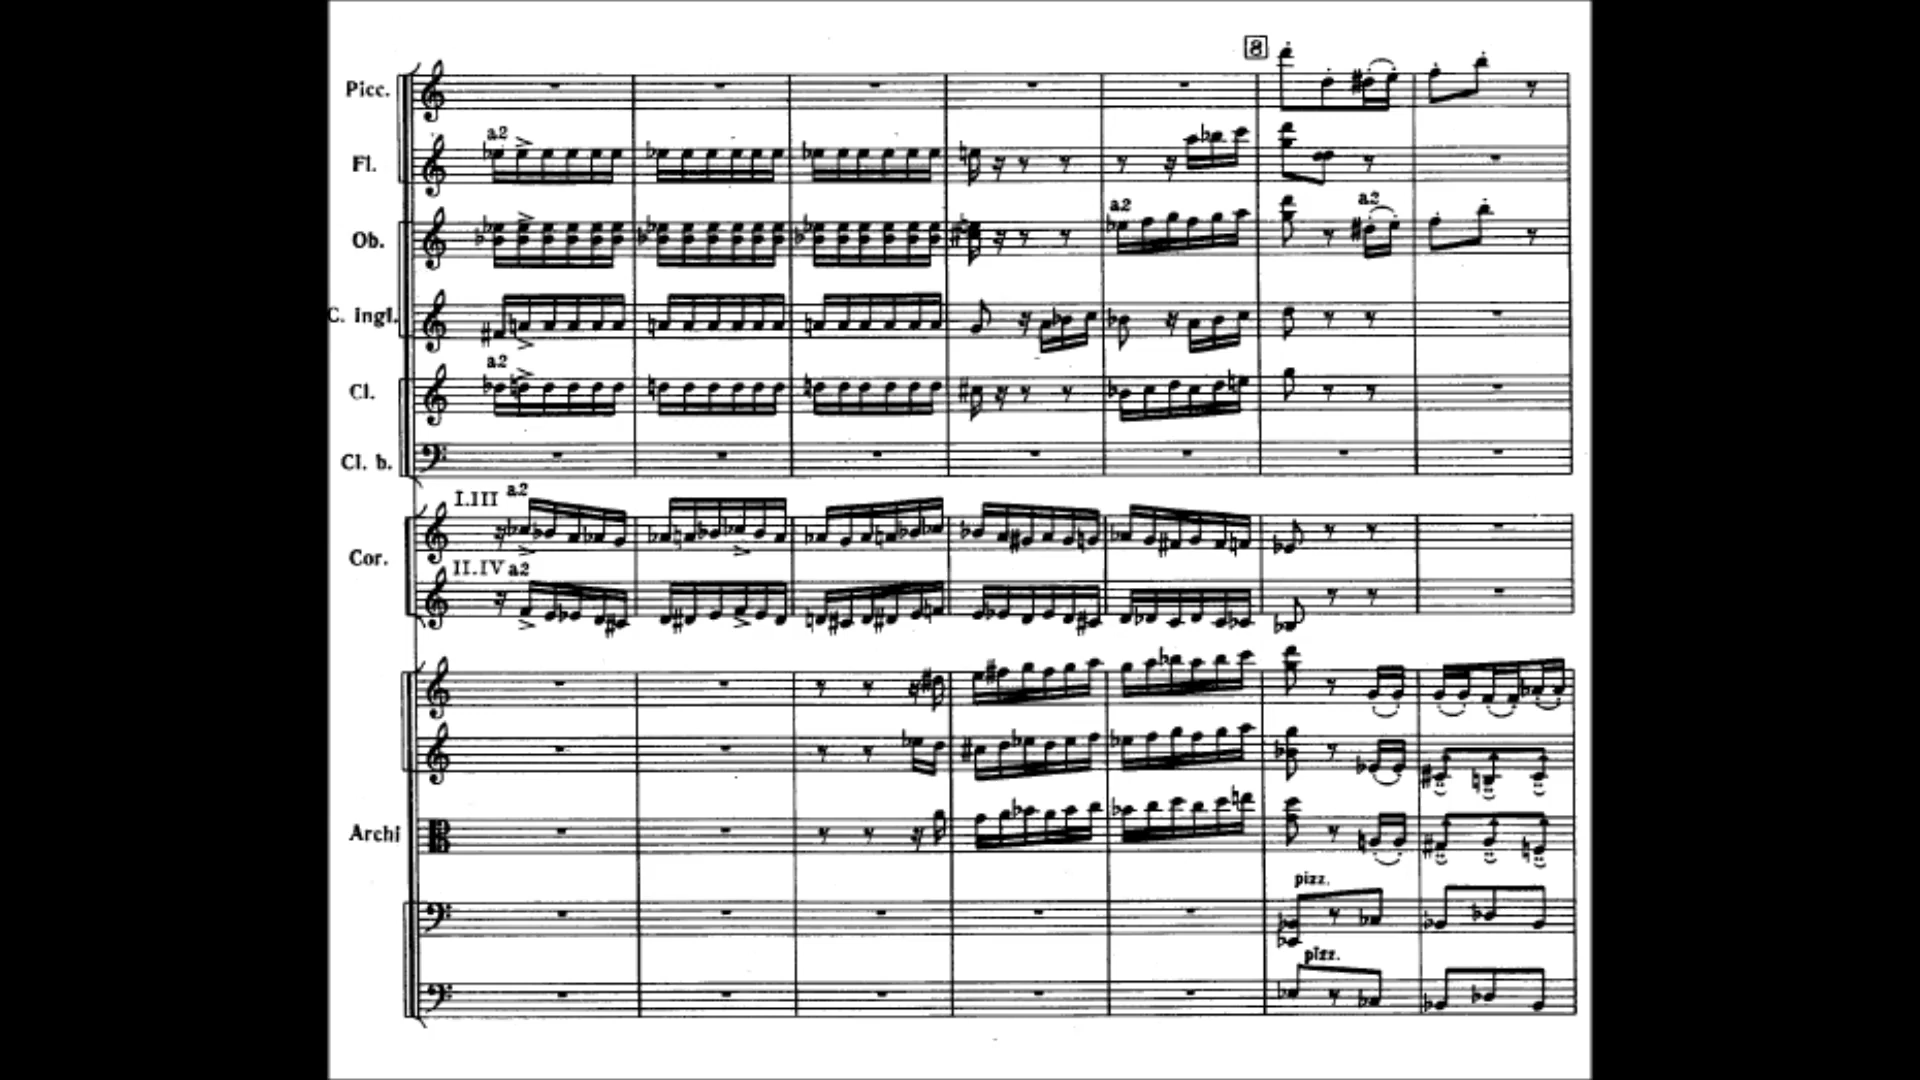 8
Picc.
a2
Fl.
a2
Ob.
C. ingl.
a2
Cl.
Cl. b.
I.III a2
Cor.
II.IV a2
Archi
pizz.
pizz.